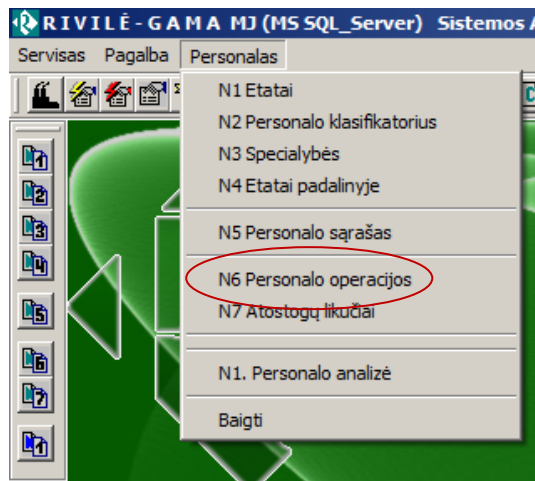 RIVILĖ-GAMA MJ (MS SQL_Server) Sistemos
Servisas Pagalba Personalas
N1 Etatai
N2 Personalo klasifikatorius
N3 Specialybės
N4 Etatai padalinyje
N5 Personalo sąrašas
N6 Personalo operacijos
N7 Atostogų likučiai
N1. Personalo analizė
Baigti